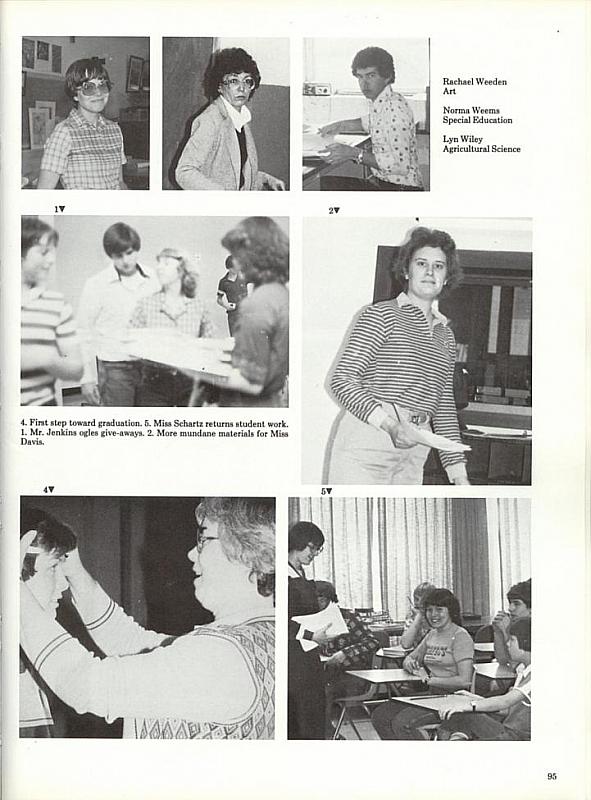 Rachael Weeden
Art
Norma Weems
Special Education
Lyn Wiley
Agricultural Science
1▼
2▼
4. First step toward graduation. 5. Miss Schartz returns student work.
1. Mr. Jenkins ogles give-aways. 2. More mundane materials for Miss
Davis.
4▼
5▼
95